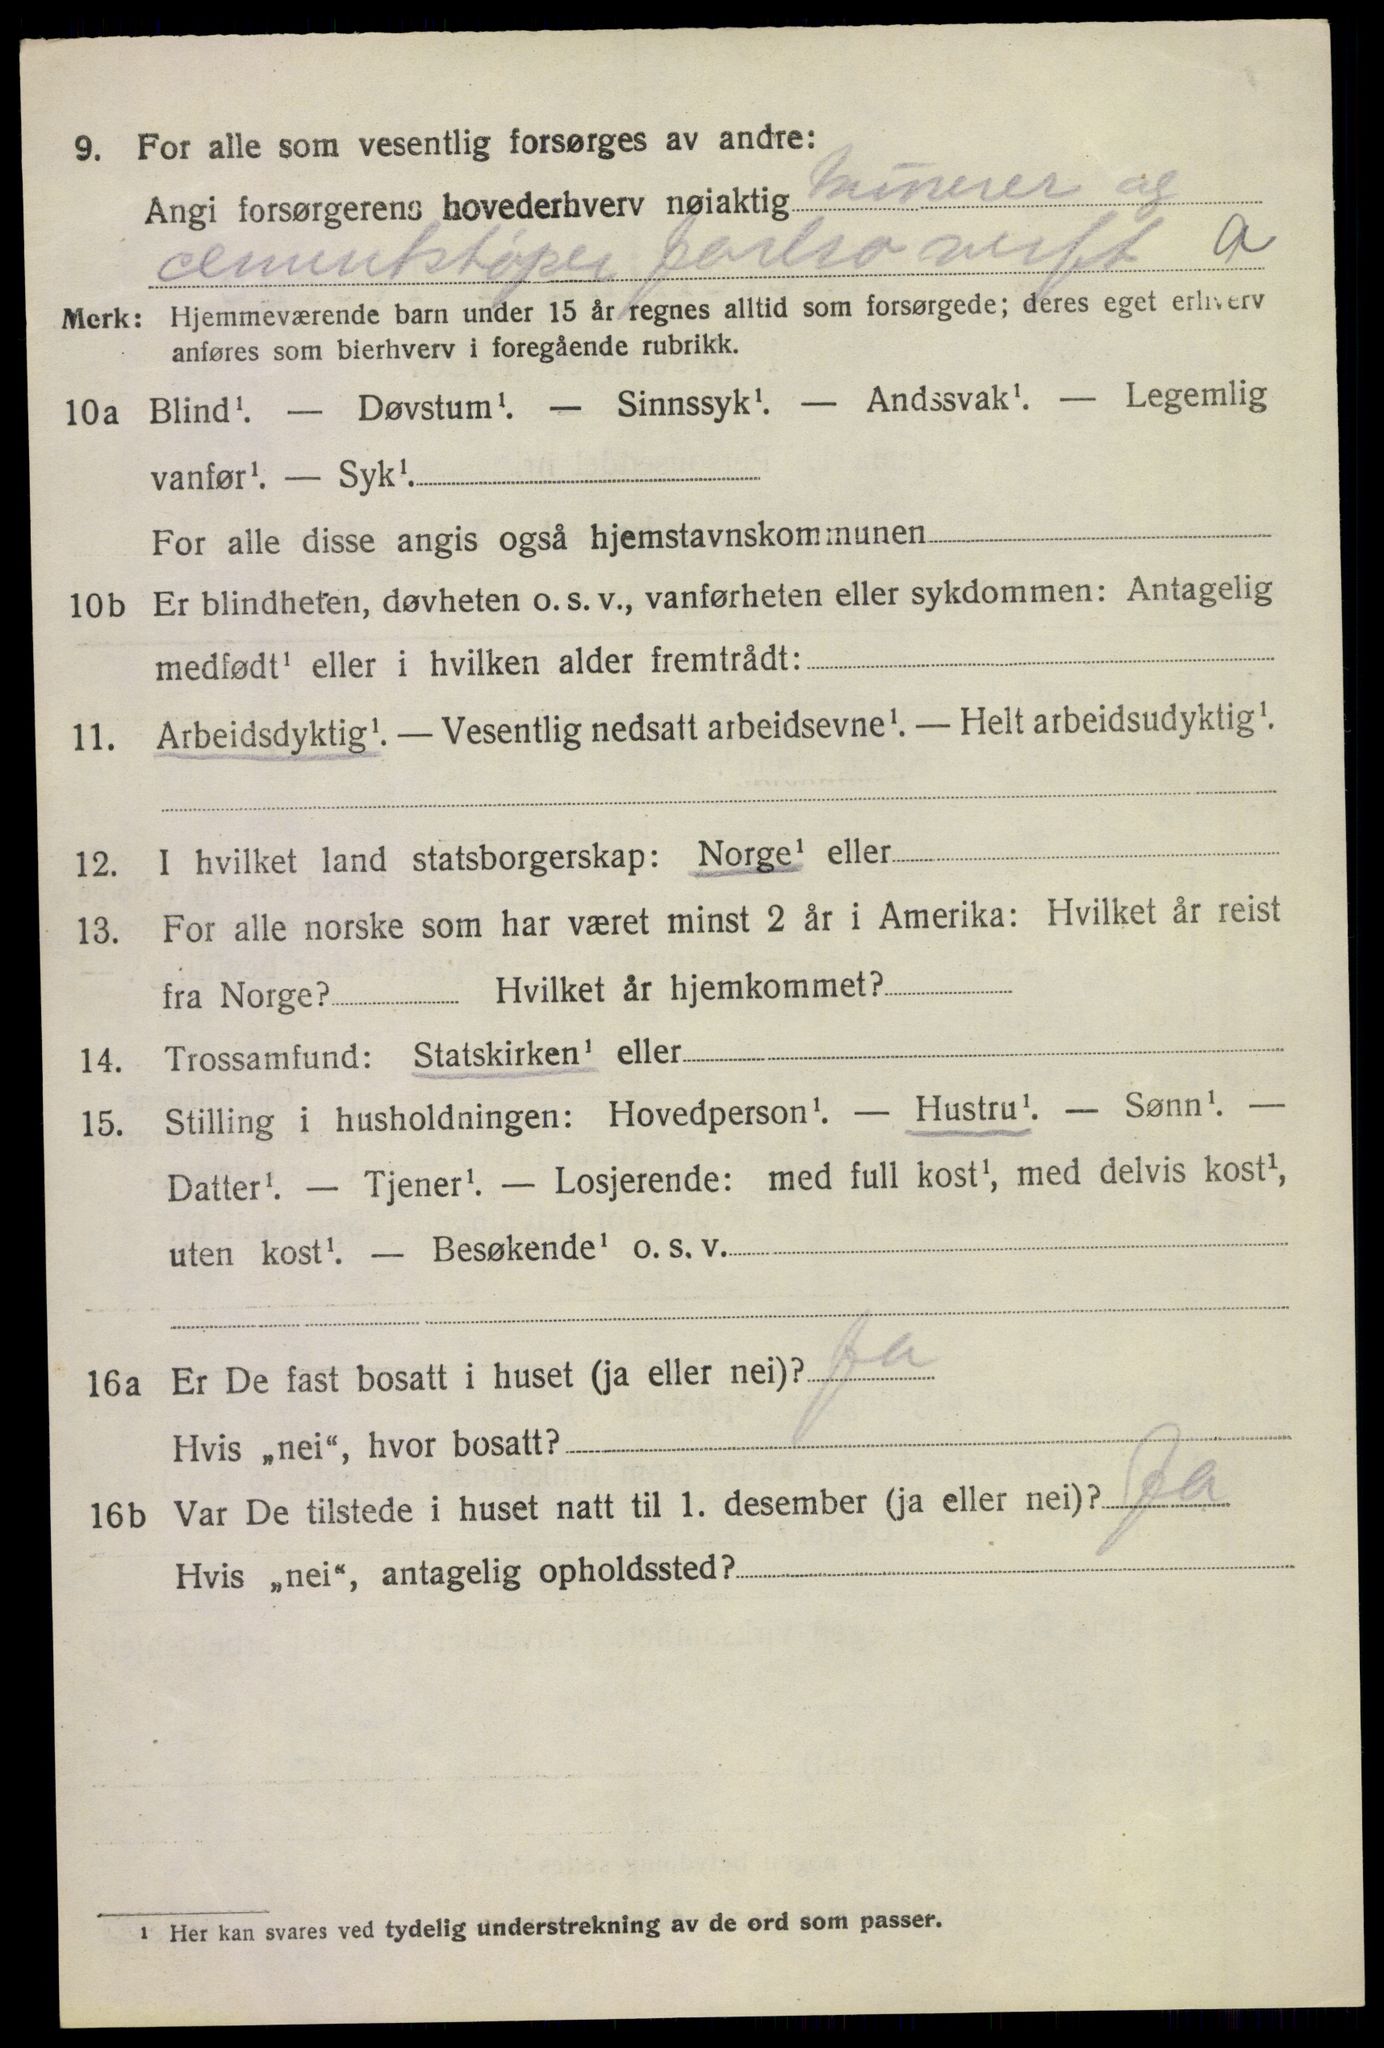 9. For alle som vesentlig forsørges av andre:
Angi forsørgerens hovederhverv nøiaktig Minerer og
cementstøper Jarlsø verft a
Merk: Hjemmeværende barn under 15 år regnes alltid som forsørgede; deres eget erhverv
anføres som bierhverv i foregående rubrikk.
10a Blind¹. — Døvstum¹. — Sinnssyk¹. — Andssvak¹. — Legemlig
vanfør¹. — Syk¹.
For alle disse angis også hjemstavnskommunen
10b Er blindheten, døvheten o. s. v., vanførheten eller sykdommen: Antagelig
medfødt¹ eller i hvilken alder fremtrådt:
11. Arbeidsdyktig¹. — Vesentlig nedsatt arbeidsevne¹. — Helt arbeidsudyktig¹.
12. I hvilket land statsborgerskap: Norge¹ eller
13. For alle norske som har været minst 2 år i Amerika: Hvilket år reist
fra Norge? Hvilket år hjemkommet?
14. Trossamfund: Statskirken¹ eller
15. Stilling i husholdningen: Hovedperson¹. — Hustru¹. — Sønn¹. —
Datter¹. — Tjener¹. — Losjerende: med full kost¹, med delvis kost¹,
uten kost¹. — Besøkende¹ o. s. v.
16a Er De fast bosatt i huset (ja eller nei)? Ja
Hvis „nei“, hvor bosatt?
16b Var De tilstede i huset natt til 1. desember (ja eller nei)? Ja
Hvis „nei“, antagelig opholdssted?
¹ Her kan svares ved tydelig understrekning av de ord som passer.